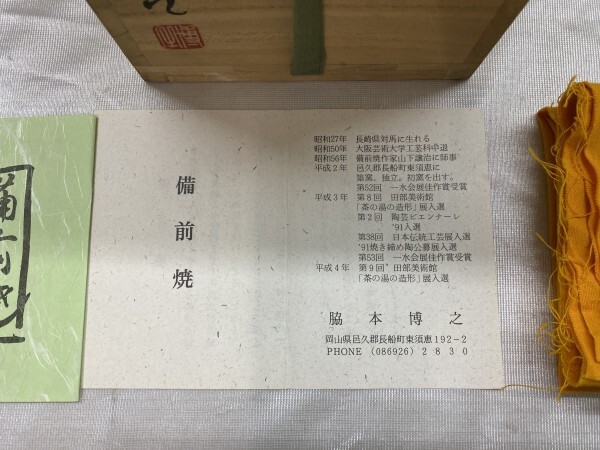 備前焼
昭和27年 長崎県対馬に生れる
昭和50年 大阪芸術大学工芸科中退
昭和56年 備前焼作家山下譲治に師事
平成2年 邑久郡長船町東須恵に
築窯、独立。初窯を出す。
第52回 一水会展佳作賞受賞
平成3年 第8回 田部美術館
「茶の湯の造形」展入選
第2回 陶芸ビエンナーレ
'91入選
第38回 日本伝統工芸展入選
'91焼き締め陶公募展入選
第53回 一水会展佳作賞受賞
平成4年 第9回 田部美術館
「茶の湯の造形」展入選
脇本博之
岡山県邑久郡長船町東須恵192-2
PHONE (086926) 2830